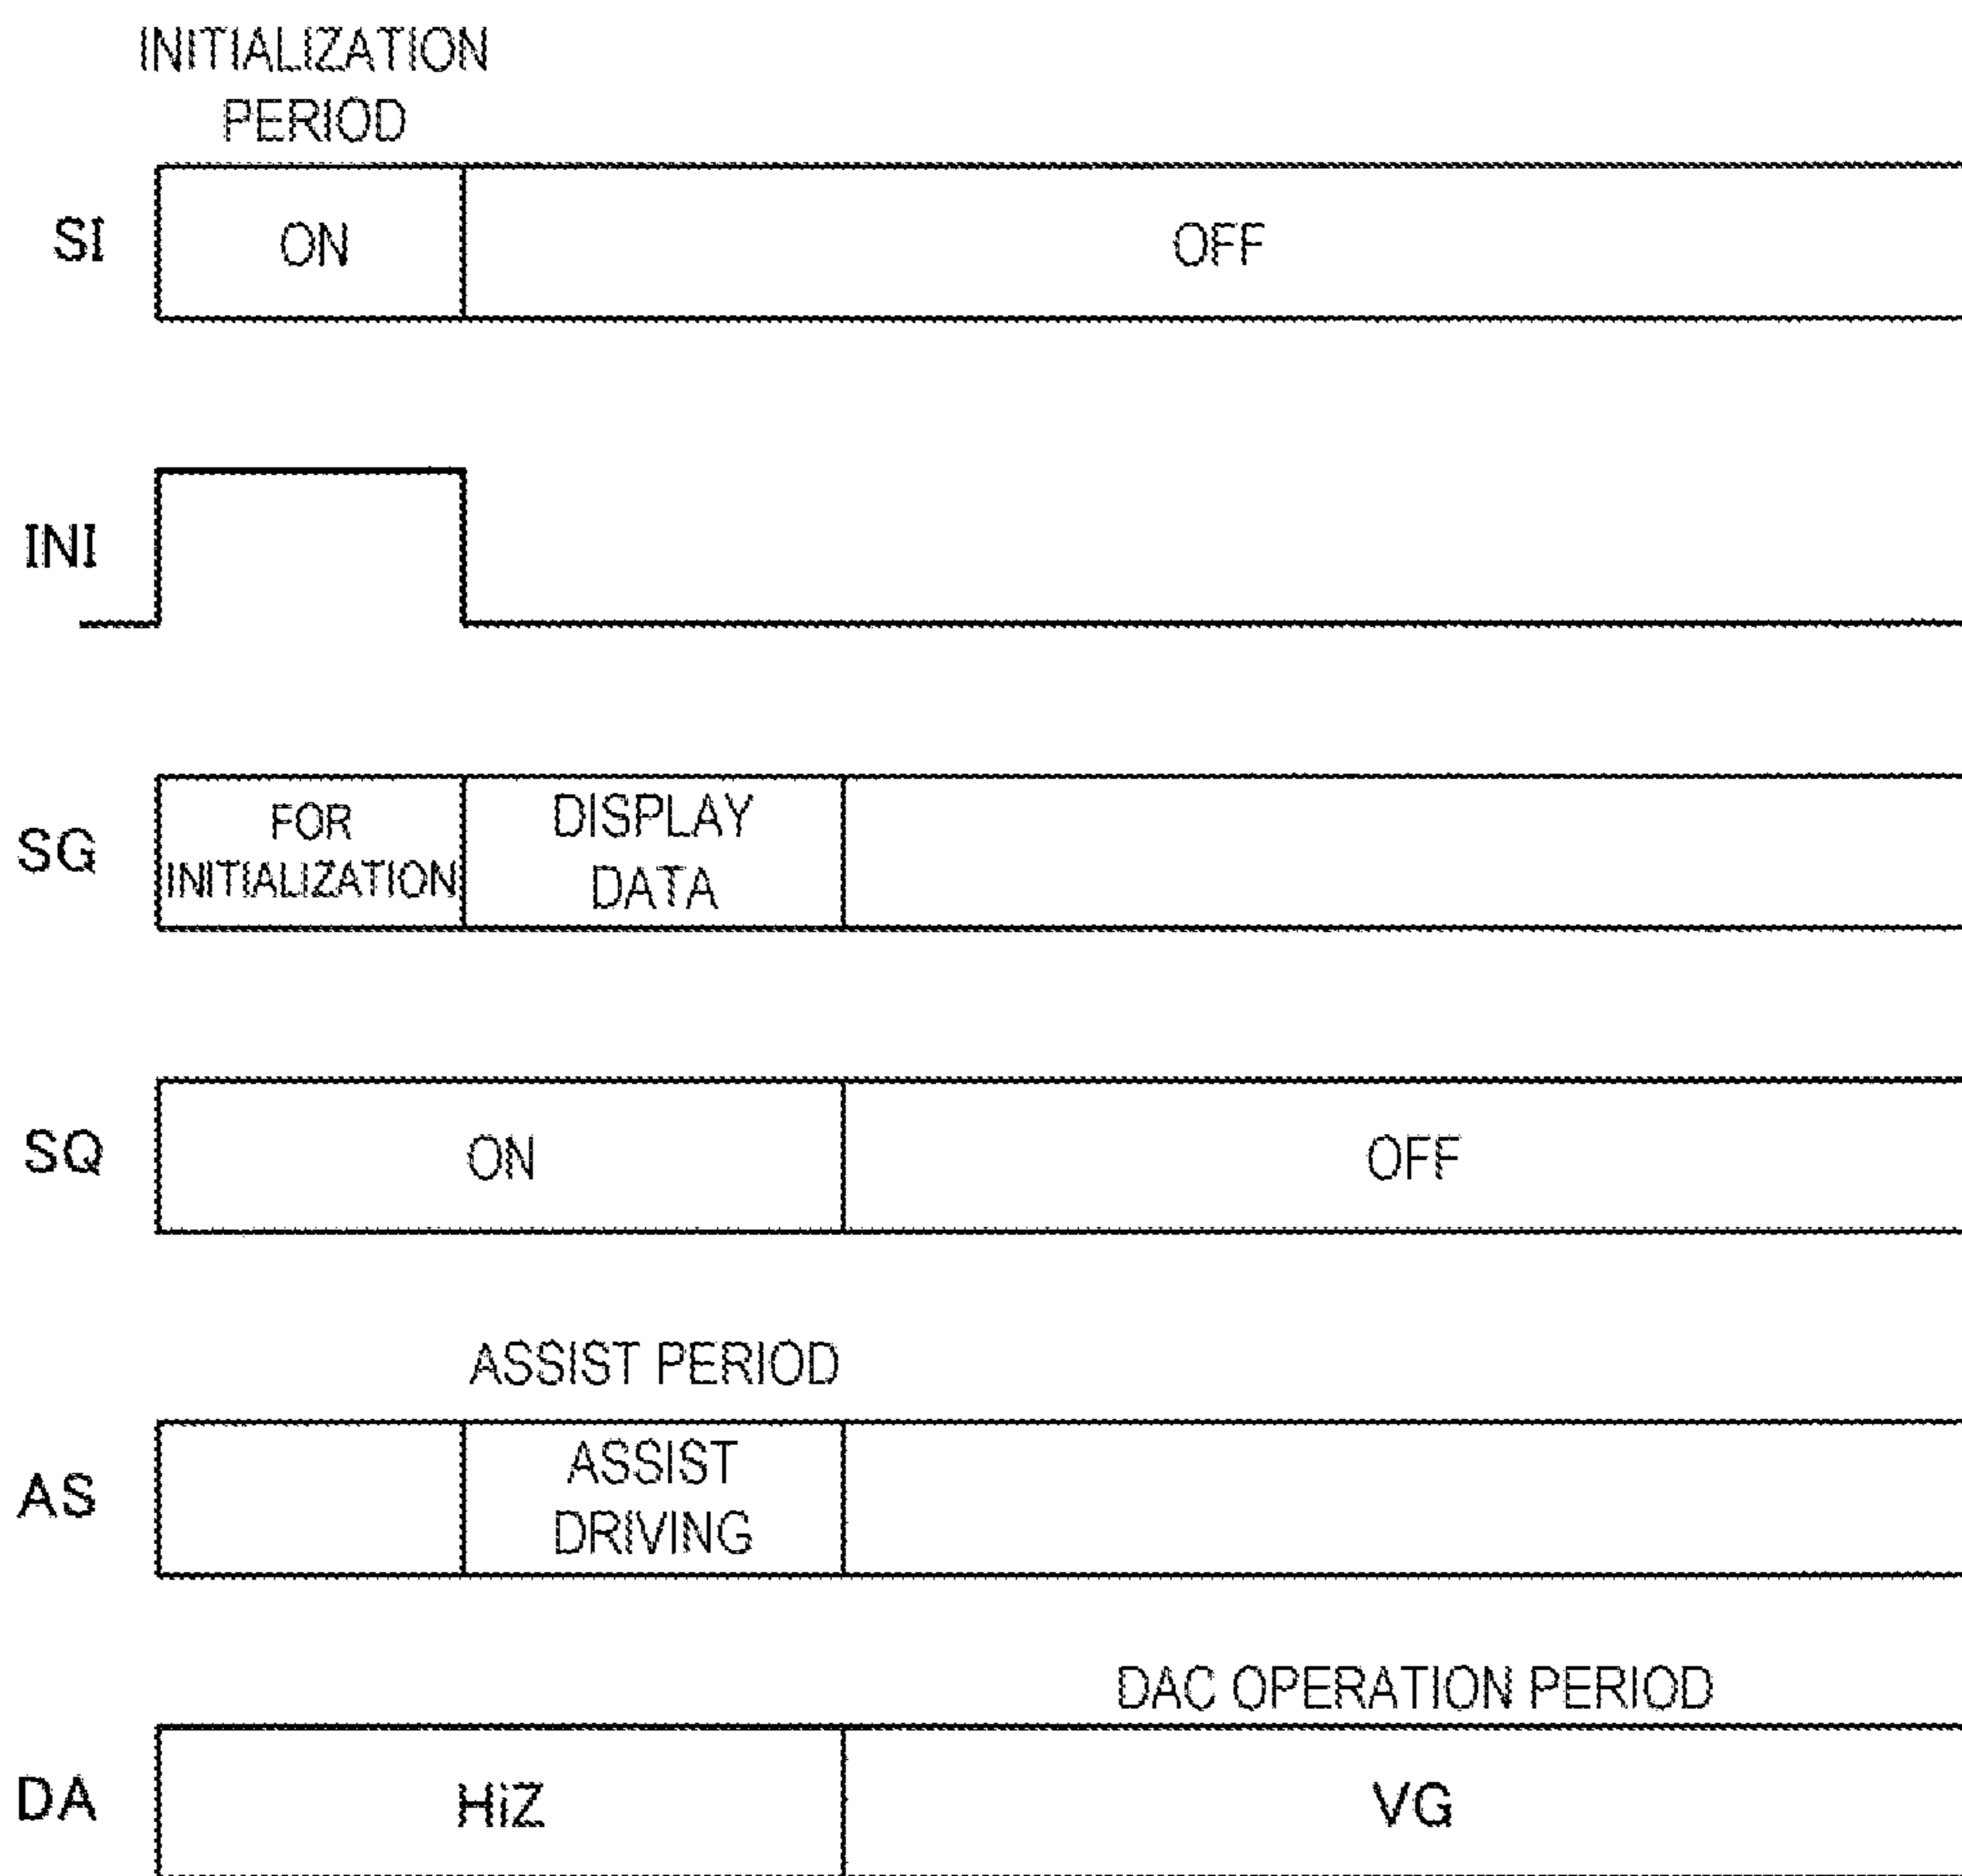 INITIALIZATION
PERIOD
SI ON OFF
INI
SG FOR INITIALIZATION DISPLAY DATA
SQ ON OFF
ASSIST PERIOD
AS ASSIST DRIVING
DAC OPERATION PERIOD
DA HiZ VG